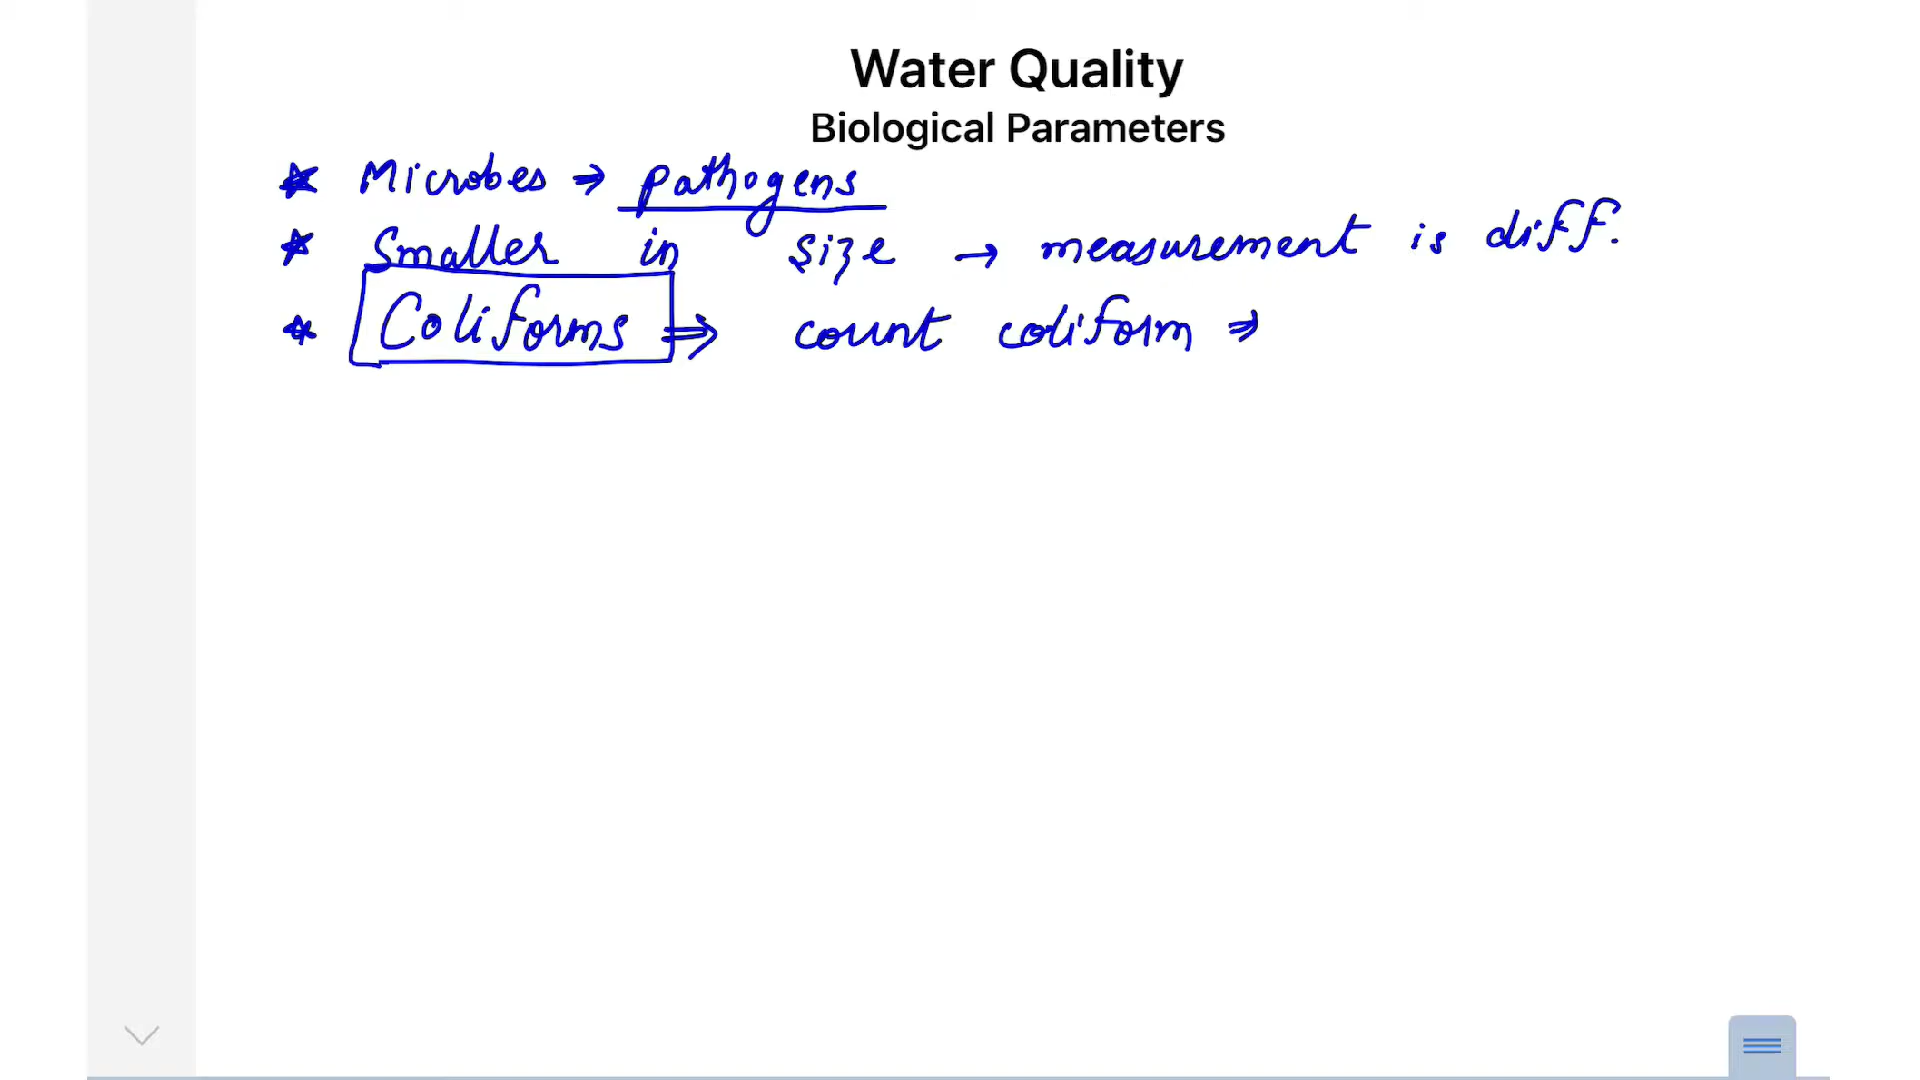 Water Quality
Biological Parameters
* Microbes → pathogens
* Smaller in size → measurement is diff.
* Coliforms ⇒ count coliform ⇒